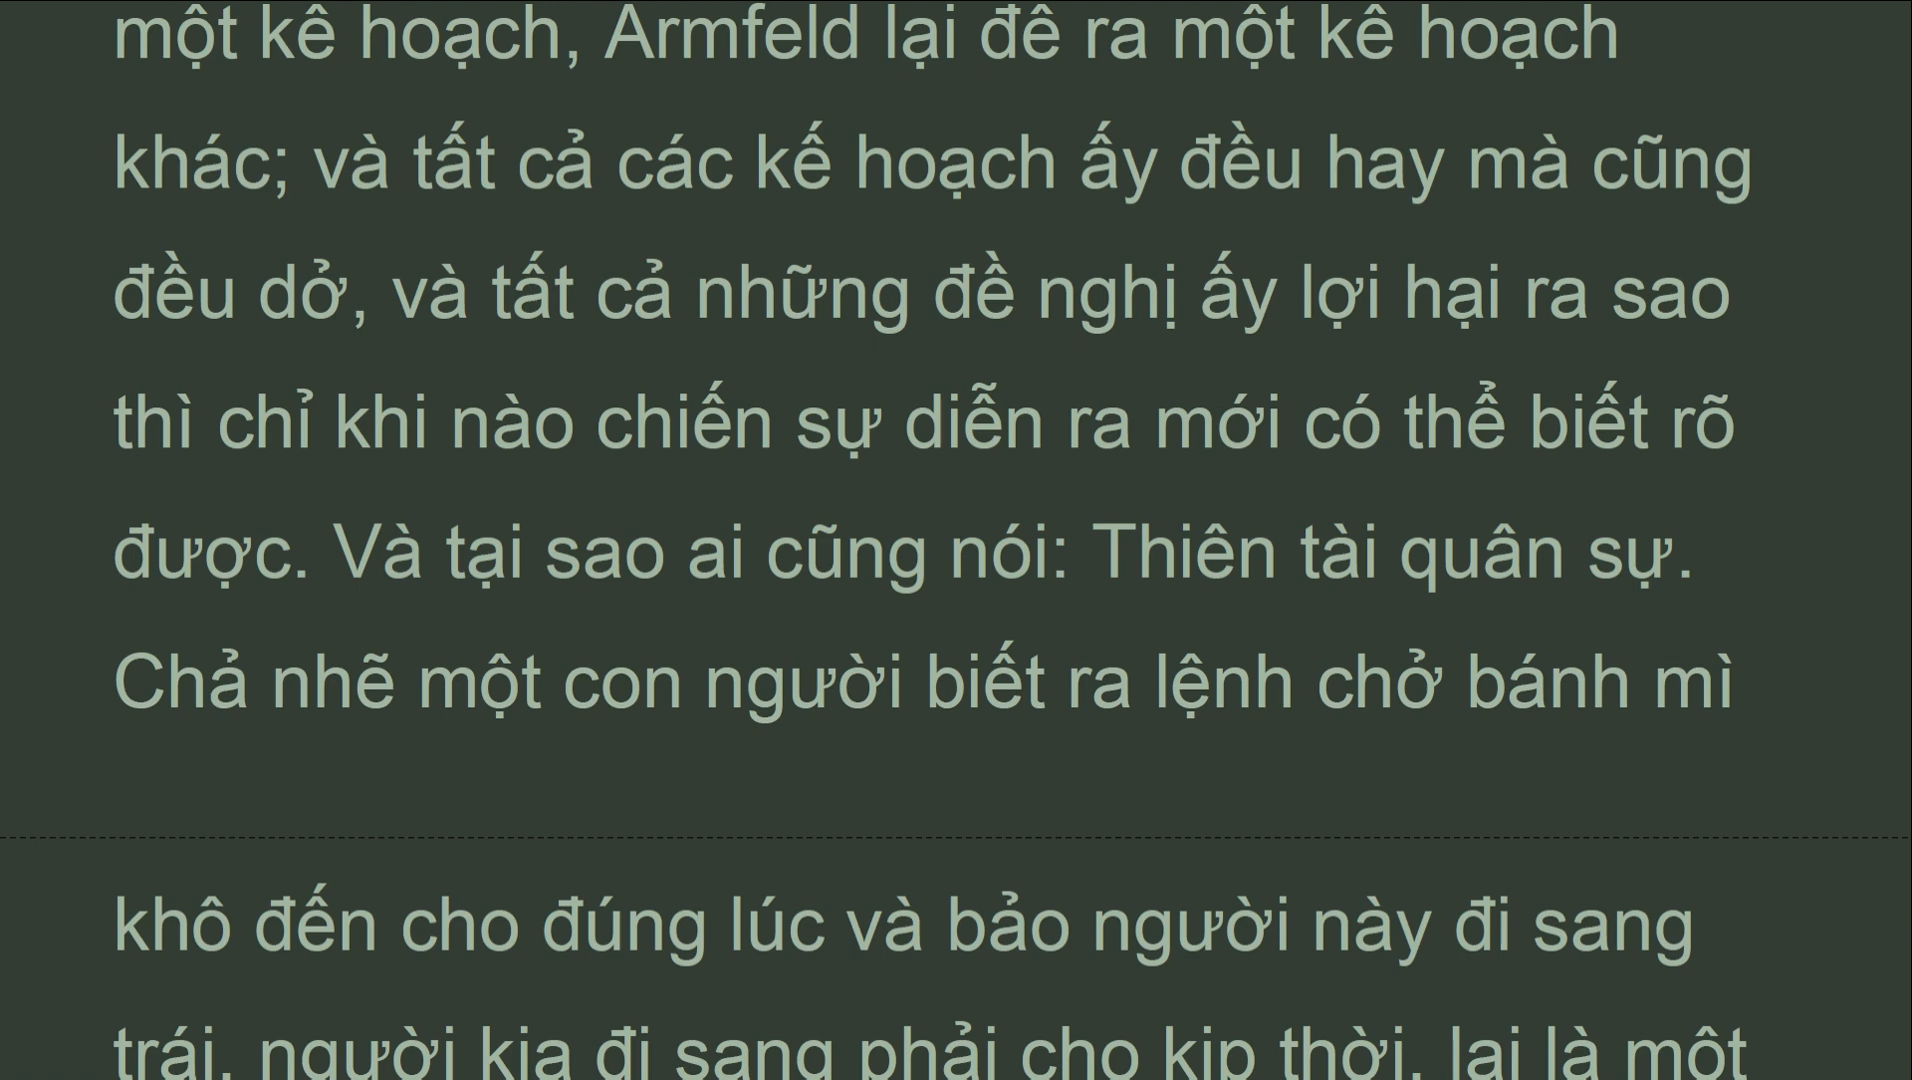 một kế hoạch, Armfeld lại đề ra một kế hoạch
khác; và tất cả các kế hoạch ấy đều hay mà cũng
đều dở, và tất cả những đề nghị ấy lợi hại ra sao
thì chỉ khi nào chiến sự diễn ra mới có thể biết rõ
được. Và tại sao ai cũng nói: Thiên tài quân sự.
Chả nhẽ một con người biết ra lệnh chở bánh mì
khô đến cho đúng lúc và bảo người này đi sang
trái, người kia đi sang phải cho kịp thời, lại là một